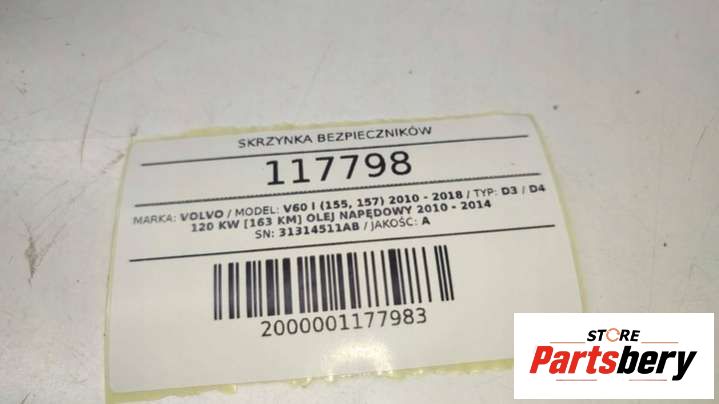 SKRZYNKA BEZPIECZNIKÓW
117798
MARKA: VOLVO / MODEL: V60 I (155, 157) 2010 - 2018 / TYP: D3 / D4
120 KW [163 KM] OLEJ NAPĘDOWY 2010 - 2014
SN: 31314511AB / JAKOŚĆ: A
2000001177983
STORE
Partsbery